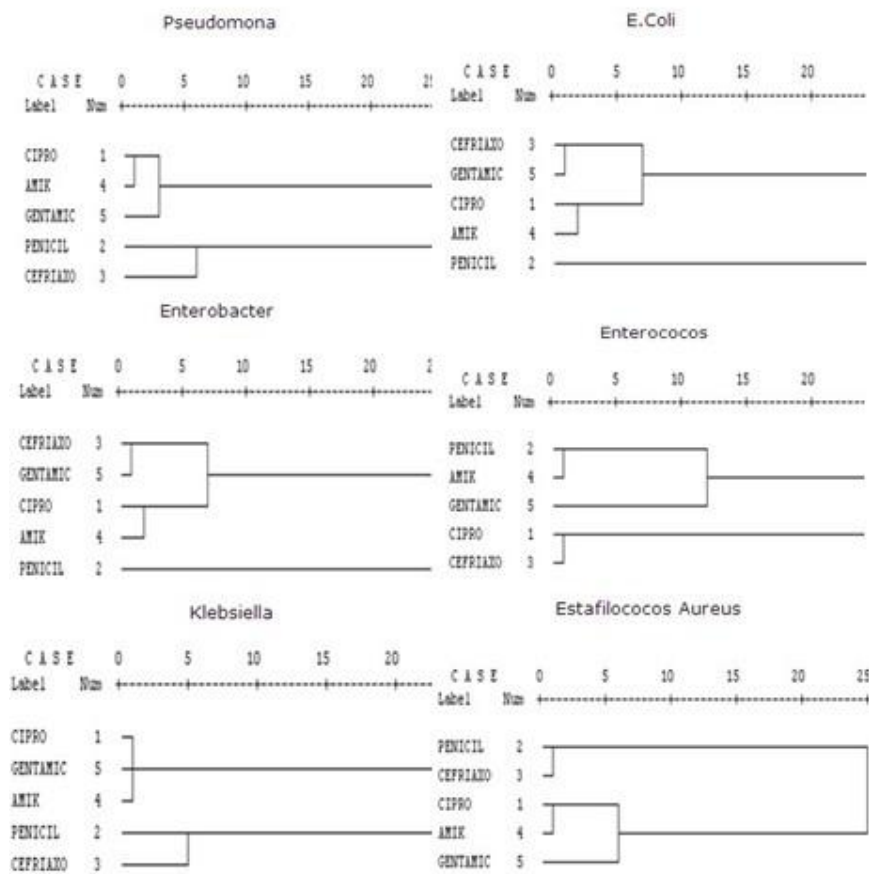 Pseudomona
C A S E 0 5 10 15 20 25
Label Num
CIPRO 1
AMIK 4
GENTAMIC 5
PENICIL 2
CEFRIAXO 3
E.Coli
C A S E 0 5 10 15 20
Label Num
CEFRIAXO 3
GENTAMIC 5
CIPRO 1
AMIK 4
PENICIL 2
Enterobacter
C A S E 0 5 10 15 20 2
Label Num
CEFRIAXO 3
GENTAMIC 5
CIPRO 1
AMIK 4
PENICIL 2
Enterococos
C A S E 0 5 10 15 20
Label Num
PENICIL 2
AMIK 4
GENTAMIC 5
CIPRO 1
CEFRIAXO 3
Klebsiella
C A S E 0 5 10 15 20
Label Num
CIPRO 1
GENTAMIC 5
AMIK 4
PENICIL 2
CEFRIAXO 3
Estafilococos Aureus
C A S E 0 5 10 15 20 25
Label Num
PENICIL 2
CEFRIAXO 3
CIPRO 1
AMIK 4
GENTAMIC 5